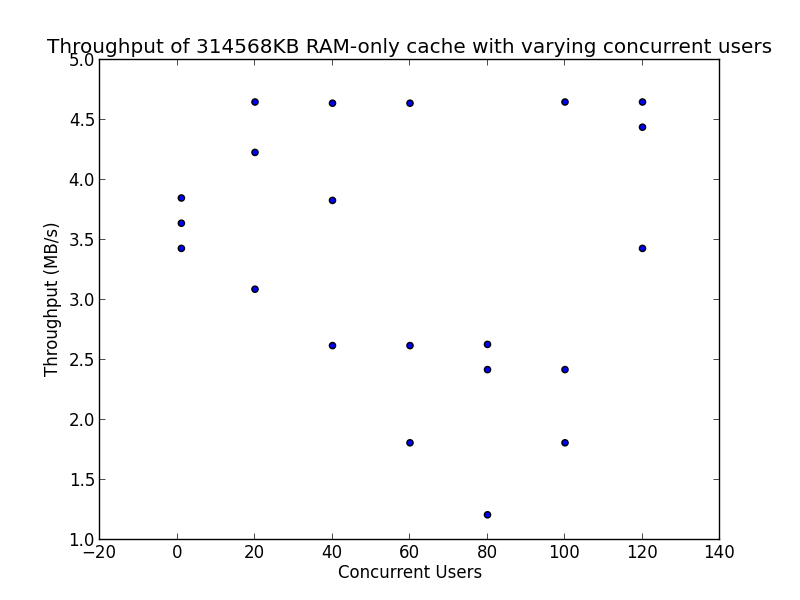 Throughput of 314568KB RAM-only cache with varying concurrent users
5.0
4.5
4.0
3.5
3.0
2.5
2.0
1.5
1.0
Throughput (MB/s)
−20 0 20 40 60 80 100 120 140
Concurrent Users